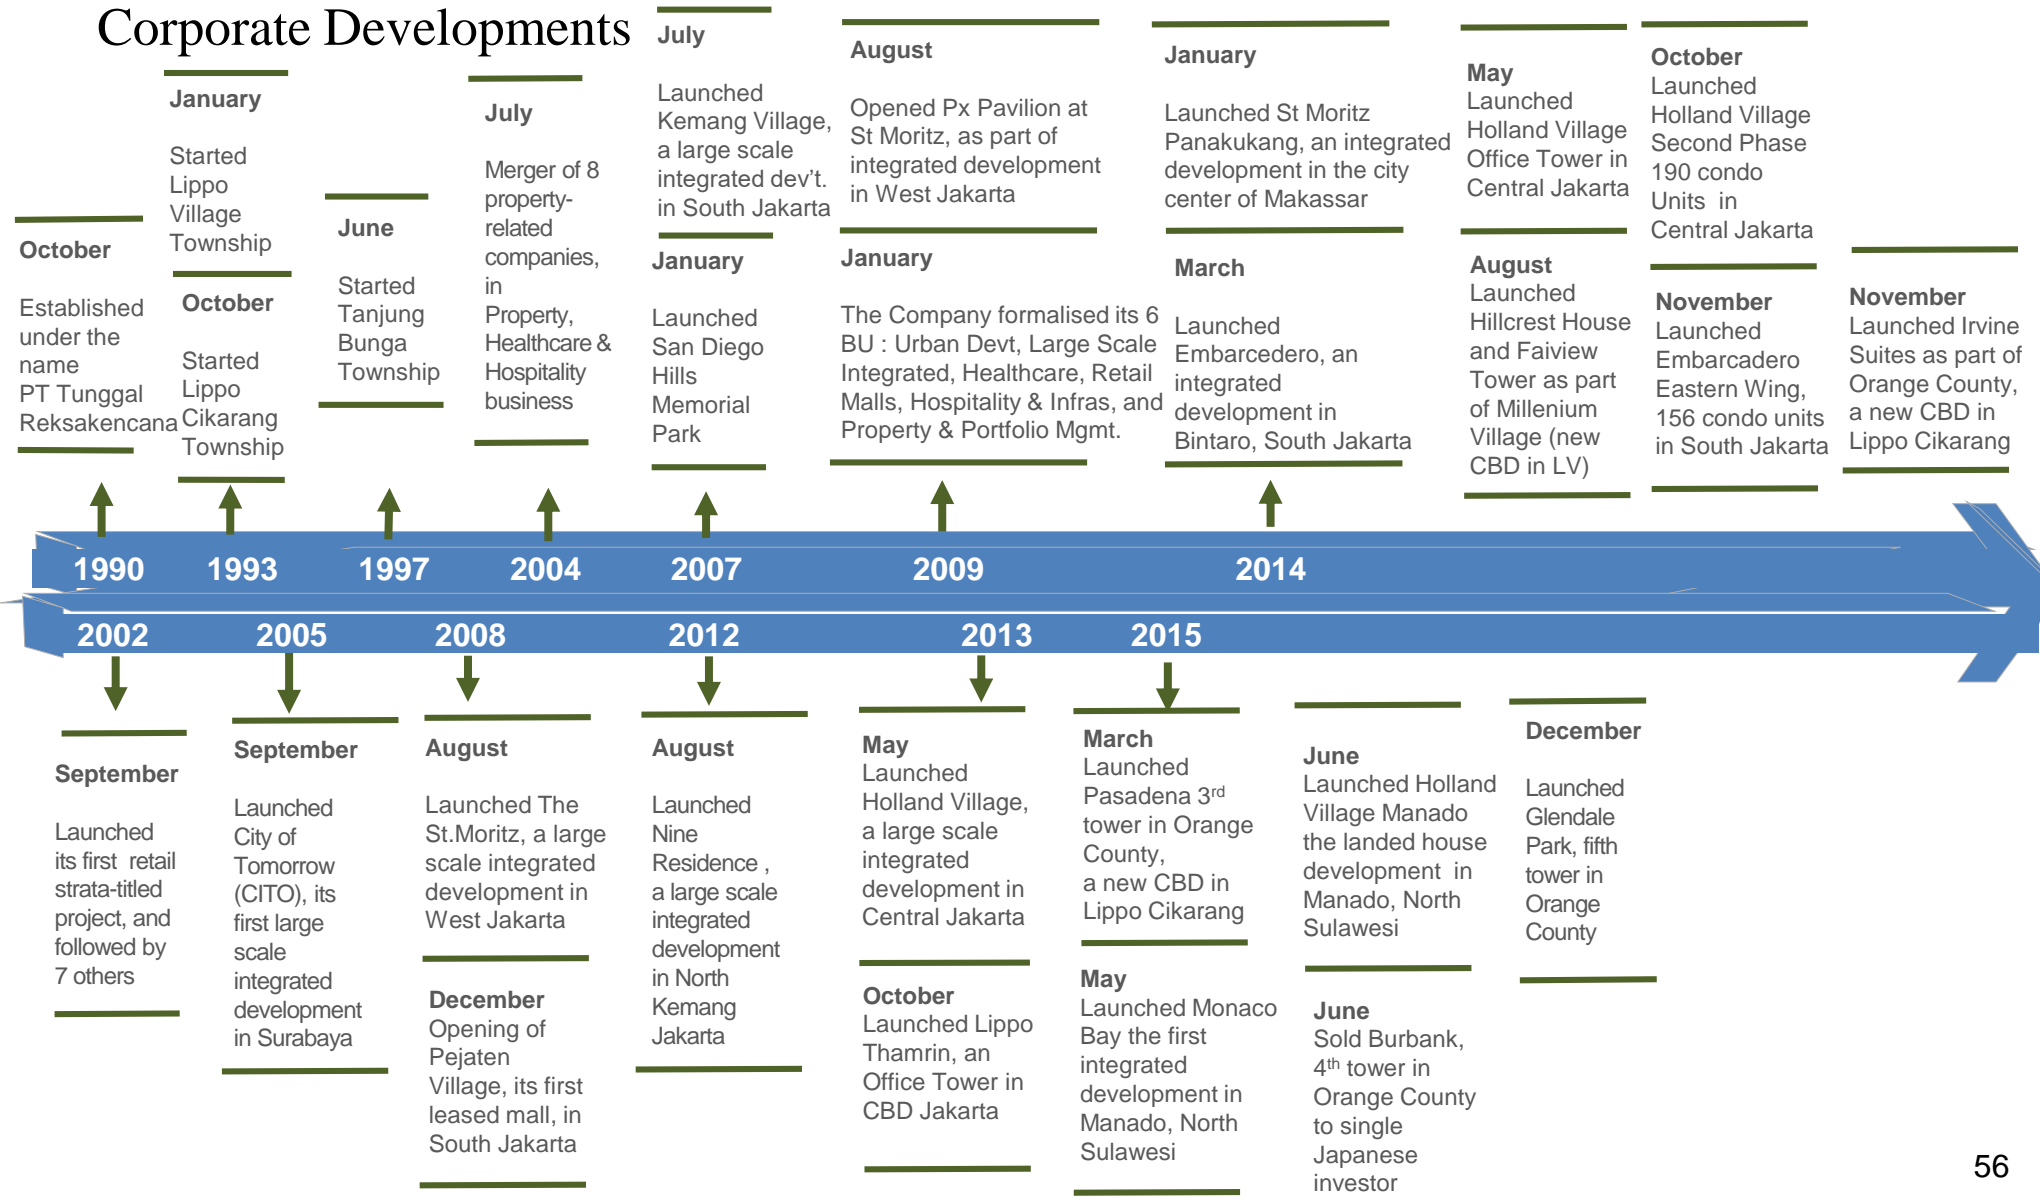 Corporate Developments
October
Established
under the
name
PT Tunggal
Reksakencana
January
Started
Lippo
Village
Township
October
Started
Lippo
Cikarang
Township
June
Started
Tanjung
Bunga
Township
July
Merger of 8
property-
related
companies,
in
Property,
Healthcare &
Hospitality
business
July
Launched
Kemang Village,
a large scale
integrated dev't.
in South Jakarta
January
Launched
San Diego
Hills
Memorial
Park
August
Opened Px Pavilion at
St Moritz, as part of
integrated development
in West Jakarta
January
The Company formalised its 6
BU : Urban Devt, Large Scale
Integrated, Healthcare, Retail
Malls, Hospitality & Infras, and
Property & Portfolio Mgmt.
January
Launched St Moritz
Panakukang, an integrated
development in the city
center of Makassar
March
Launched
Embarcedero, an
integrated
development in
Bintaro, South Jakarta
May
Launched
Holland Village
Office Tower in
Central Jakarta
August
Launched
Hillcrest House
and Faiview
Tower as part
of Millenium
Village (new
CBD in LV)
October
Launched
Holland Village
Second Phase
190 condo
Units in
Central Jakarta
November
Launched
Embarcadero
Eastern Wing,
156 condo units
in South Jakarta
November
Launched Irvine
Suites as part of
Orange County,
a new CBD in
Lippo Cikarang
1990 1993 1997 2004 2007 2009 2014
2002 2005 2008 2012 2013 2015
September
Launched
its first retail
strata-titled
project, and
followed by
7 others
September
Launched
City of
Tomorrow
(CITO), its
first large
scale
integrated
development
in Surabaya
August
Launched The
St.Moritz, a large
scale integrated
development in
West Jakarta
December
Opening of
Pejaten
Village, its first
leased mall, in
South Jakarta
August
Launched
Nine
Residence ,
a large scale
integrated
development
in North
Kemang
Jakarta
May
Launched
Holland Village,
a large scale
integrated
development in
Central Jakarta
October
Launched Lippo
Thamrin, an
Office Tower in
CBD Jakarta
March
Launched
Pasadena 3rd
tower in Orange
County,
a new CBD in
Lippo Cikarang
May
Launched Monaco
Bay the first
integrated
development in
Manado, North
Sulawesi
June
Launched Holland
Village Manado
the landed house
development in
Manado, North
Sulawesi
June
Sold Burbank,
4th tower in
Orange County
to single
Japanese
investor
December
Launched
Glendale
Park, fifth
tower in
Orange
County
56